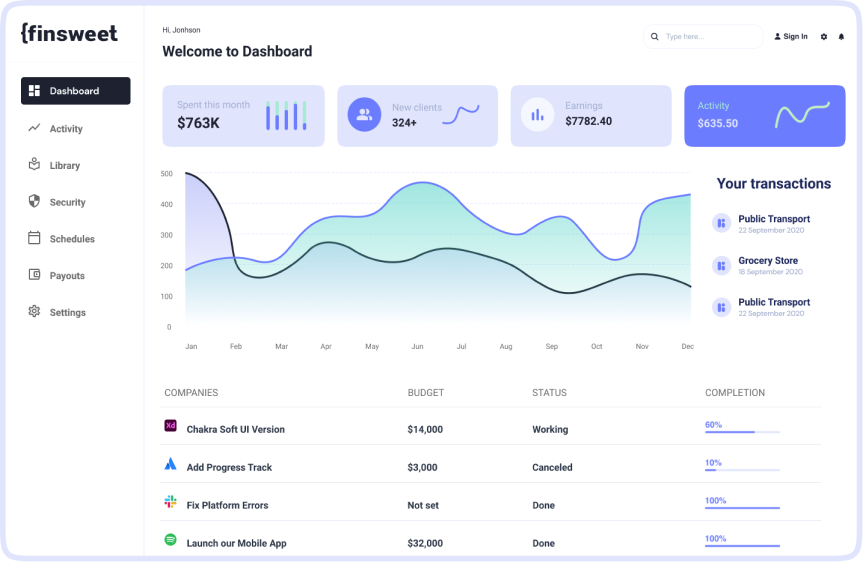 {finsweet
Dashboard
Activity
Library
Security
Schedules
Payouts
Settings
Hi, Jonhson
Welcome to Dashboard
Type here...
Sign In
Spent this month
$763K
New clients
324+
Earnings
$7782.40
Activity
$635.50
500
400
300
200
100
0
Jan Feb Mar Apr May Jun Jul Aug Sep Oct Nov Dec
Your transactions
Public Transport
22 September 2020
Grocery Store
18 September 2020
Public Transport
22 September 2020
COMPANIES BUDGET STATUS COMPLETION
Xd Chakra Soft UI Version $14,000 Working 60%
Add Progress Track $3,000 Canceled 10%
Fix Platform Errors Not set Done 100%
Launch our Mobile App $32,000 Done 100%